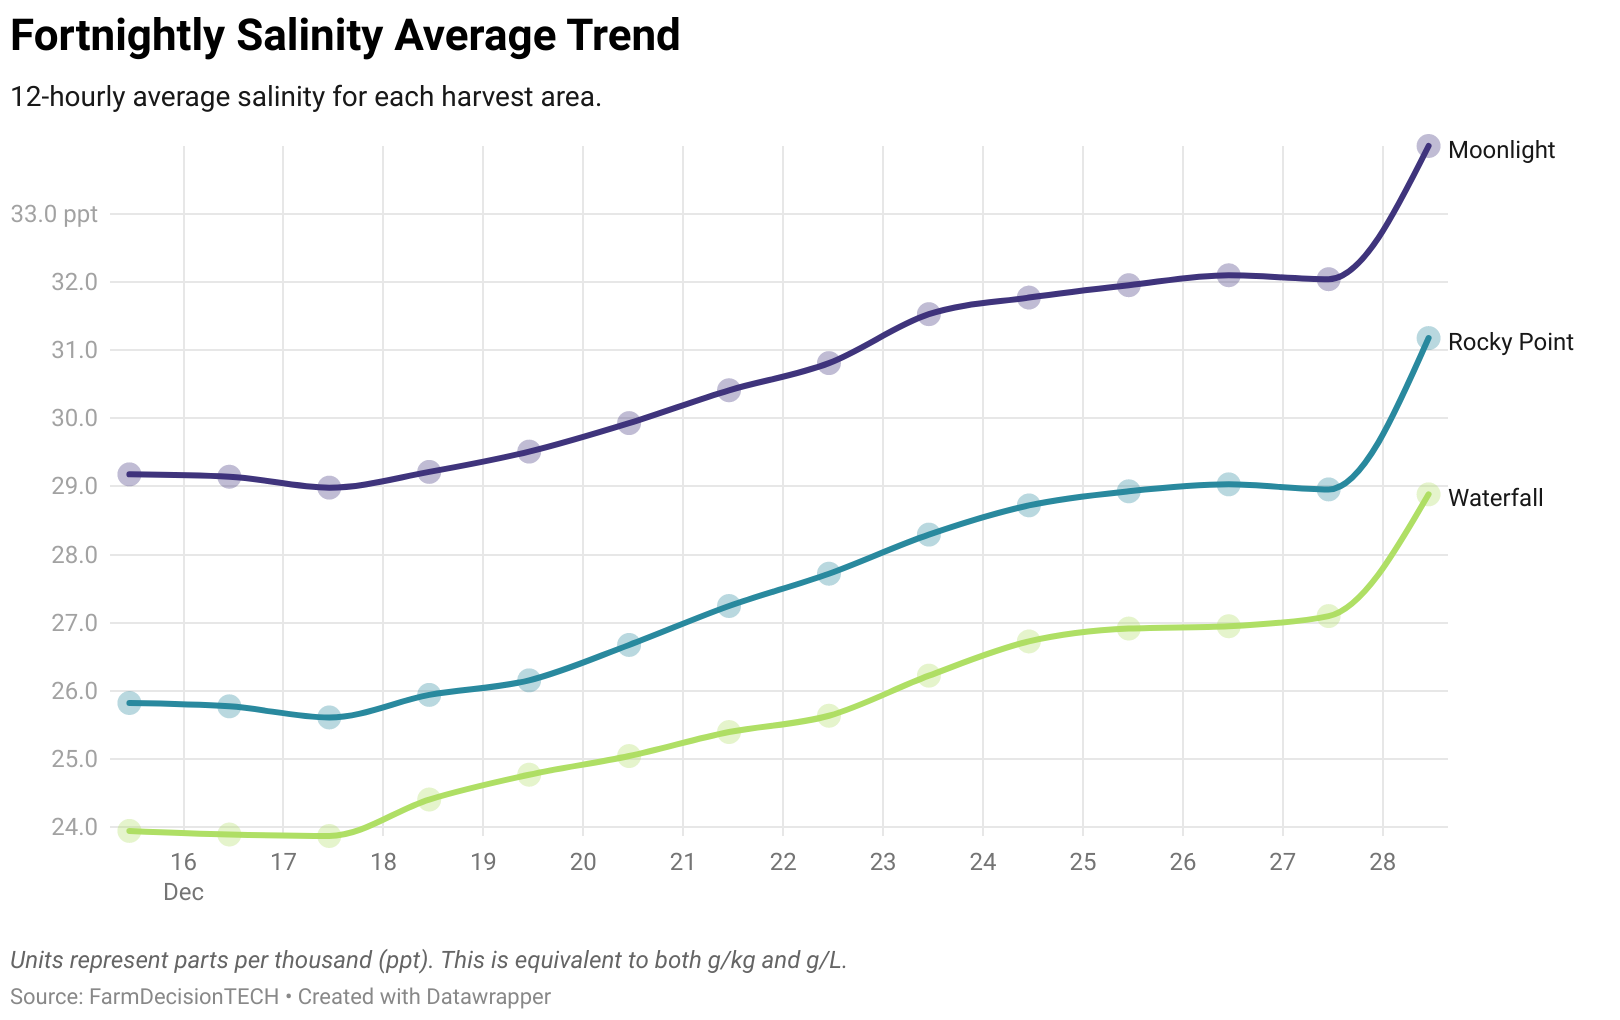 Fortnightly Salinity Average Trend
12-hourly average salinity for each harvest area.
Moonlight
33.0 ppt
32.0
31.0
Rocky Point
30.0
29.0
Waterfall
28.0
27.0
26.0
25.0
24.0
16 17 18 19 20 21 22 23 24 25 26 27 28
Dec
Units represent parts per thousand (ppt). This is equivalent to both g/kg and g/L.
Source: FarmDecisionTECH • Created with Datawrapper